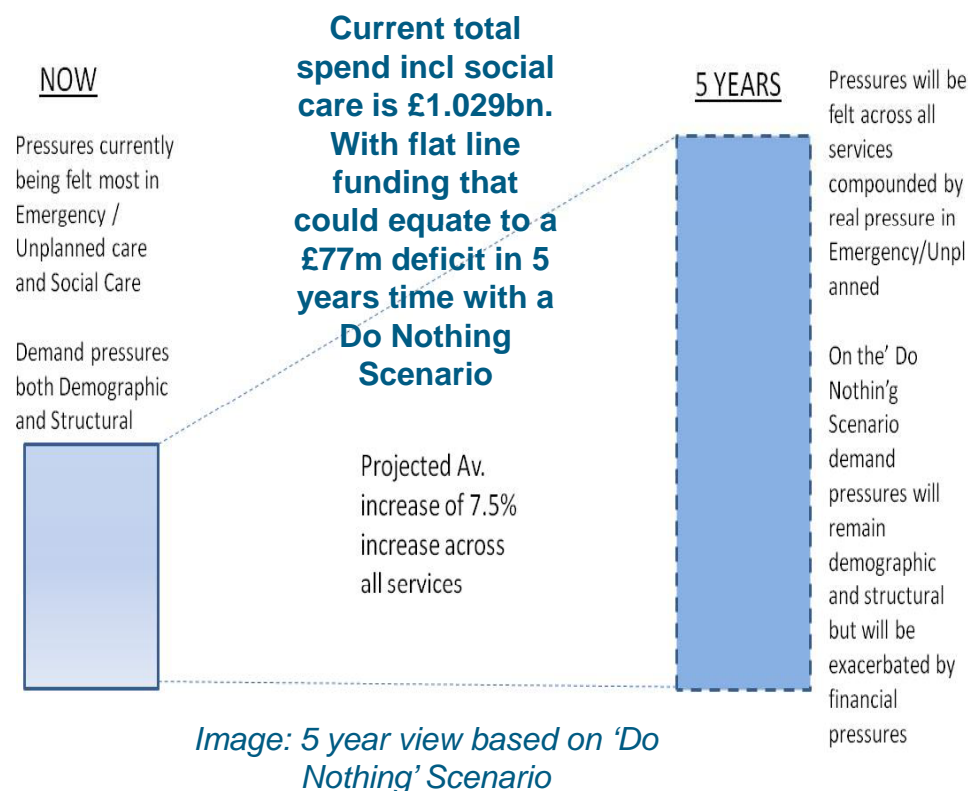 NOW
Pressures currently
being felt most in
Emergency /
Unplanned care
and Social Care
Demand pressures
both Demographic
and Structural
Current total
spend incl social
care is £1.029bn.
With flat line
funding that
could equate to a
£77m deficit in 5
years time with a
Do Nothing
Scenario
Projected Av.
increase of 7.5%
increase across
all services
5 YEARS
Pressures will be
felt across all
services
compounded by
real pressure in
Emergency/Unpl
anned
On the' Do
Nothin'g
Scenario
demand
pressures will
remain
demographic
and structural
but will be
exacerbated by
financial
pressures
Image: 5 year view based on ‘Do
Nothing’ Scenario